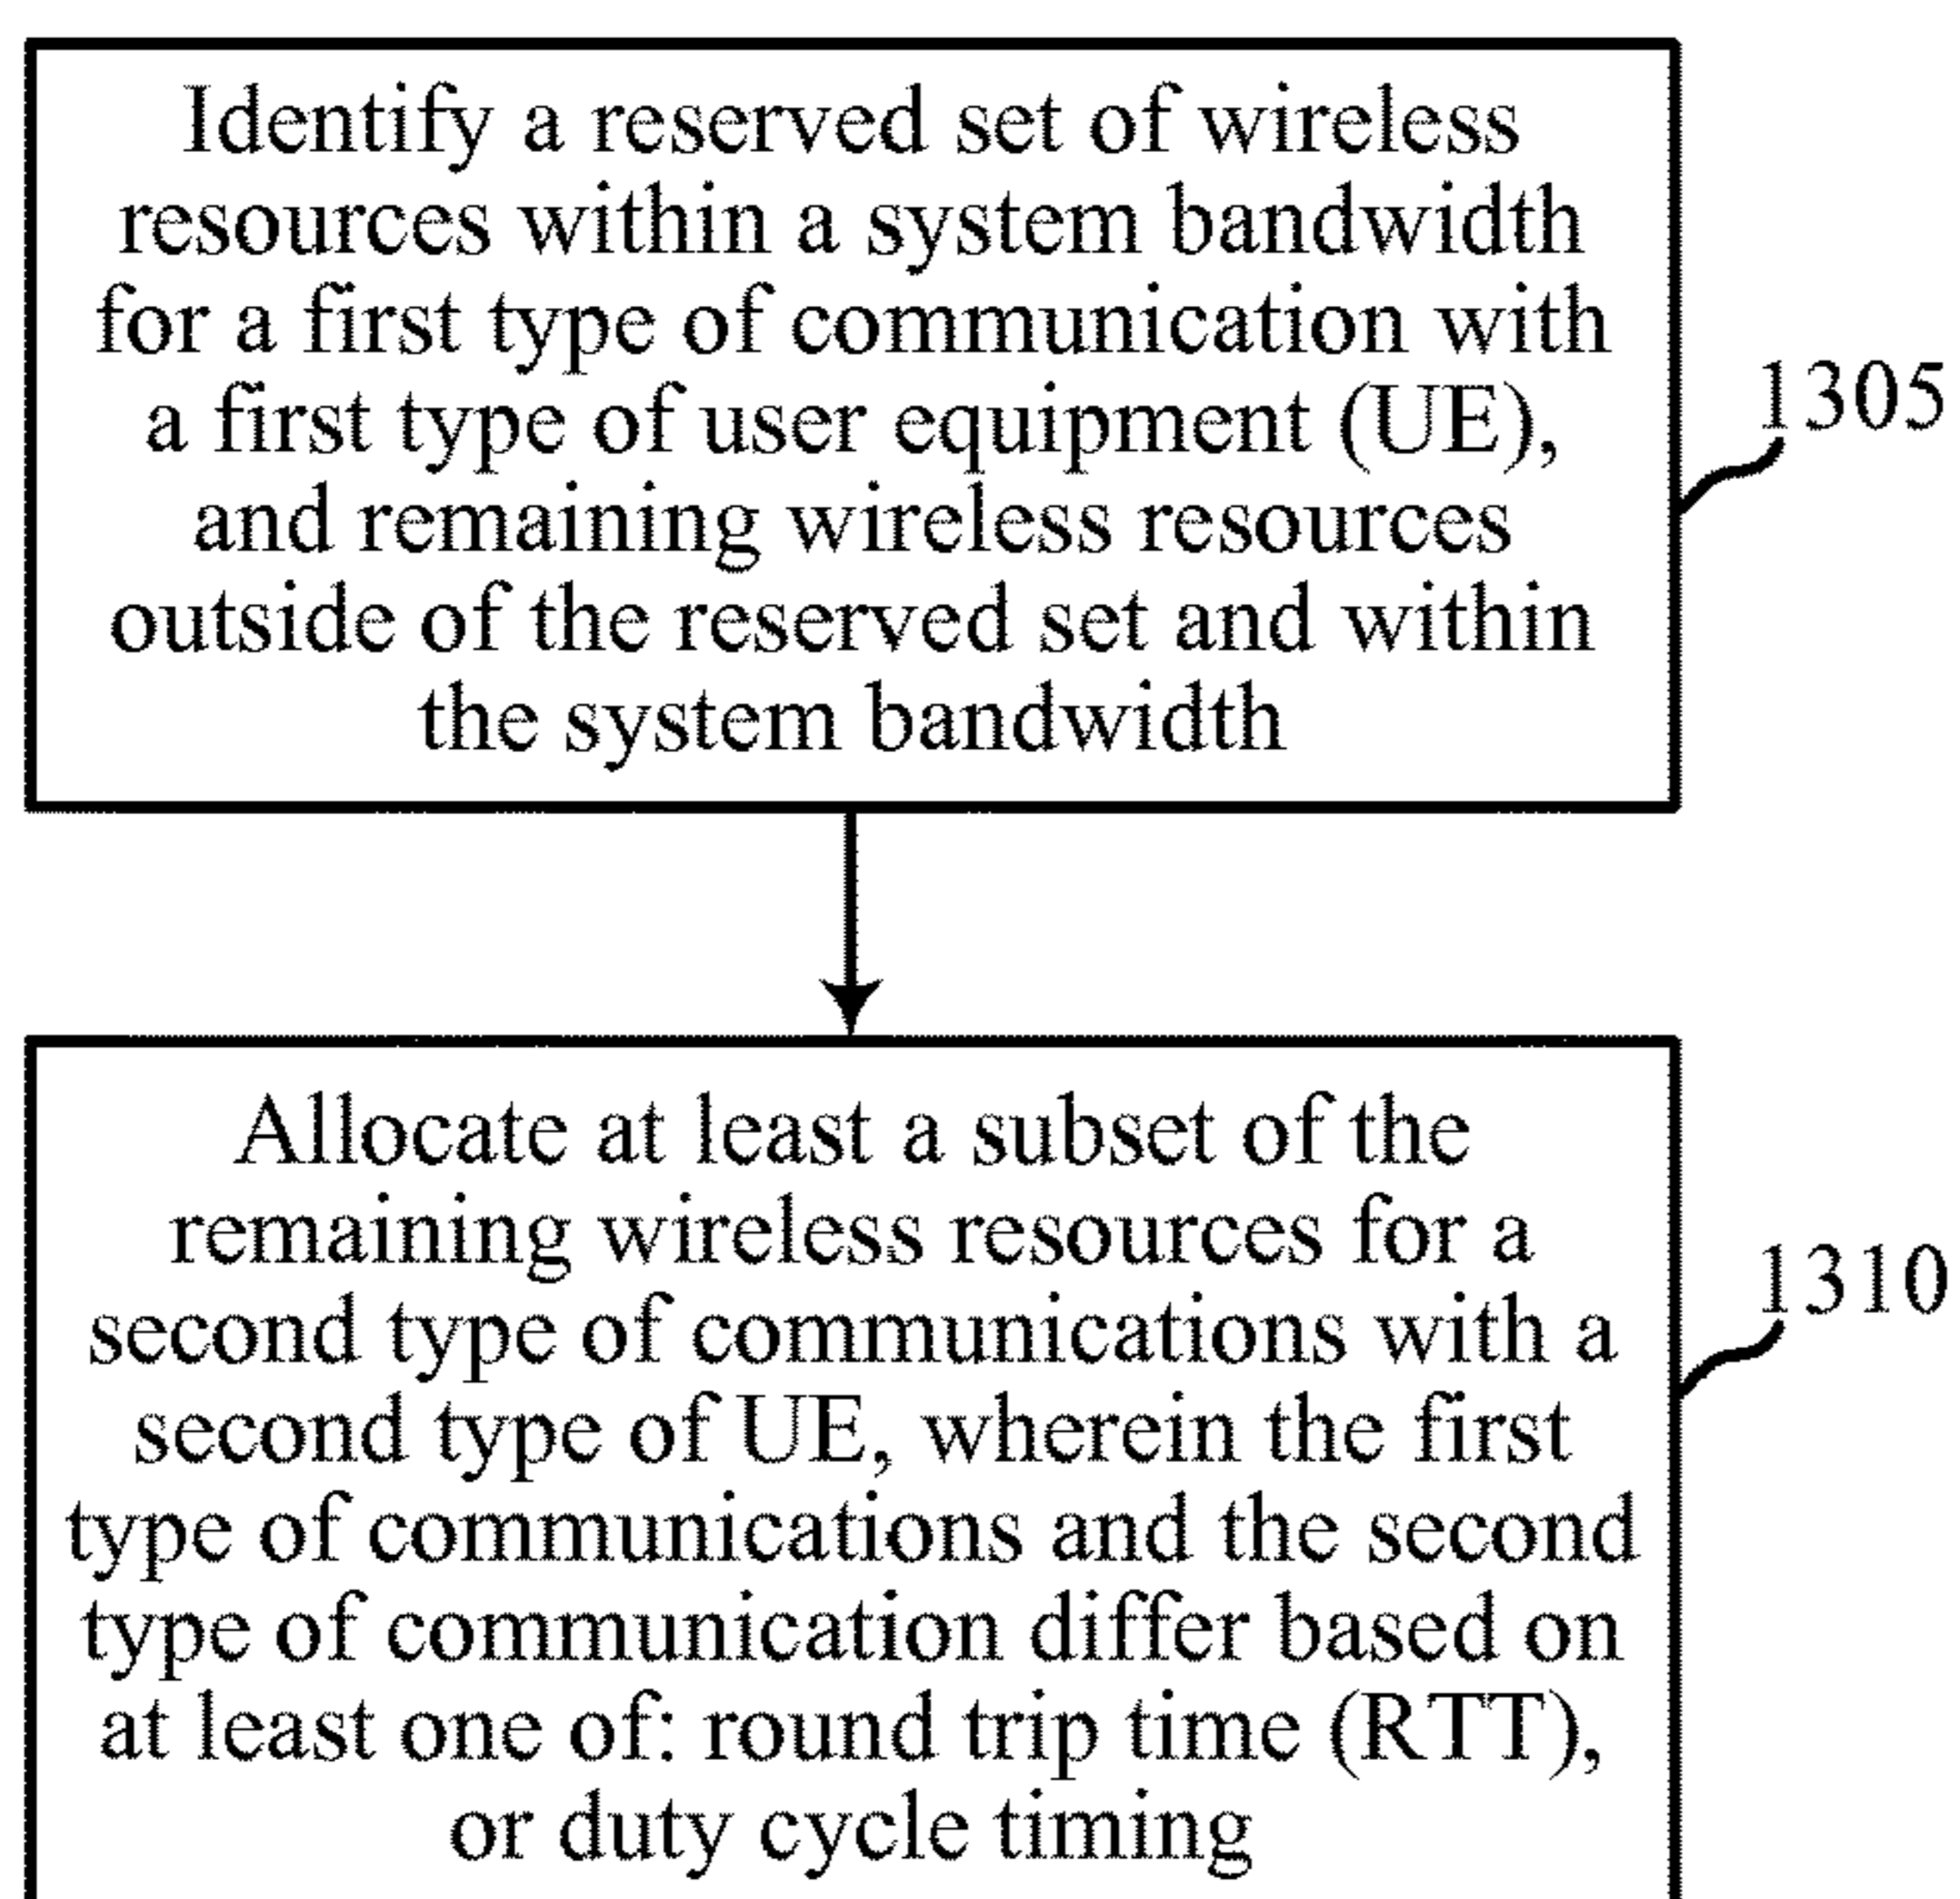 Identify a reserved set of wireless
resources within a system bandwidth
for a first type of communication with
a first type of user equipment (UE),
and remaining wireless resources
outside of the reserved set and within
the system bandwidth
1305
Allocate at least a subset of the
remaining wireless resources for a
second type of communications with a
second type of UE, wherein the first
type of communications and the second
type of communication differ based on
at least one of: round trip time (RTT),
or duty cycle timing
1310